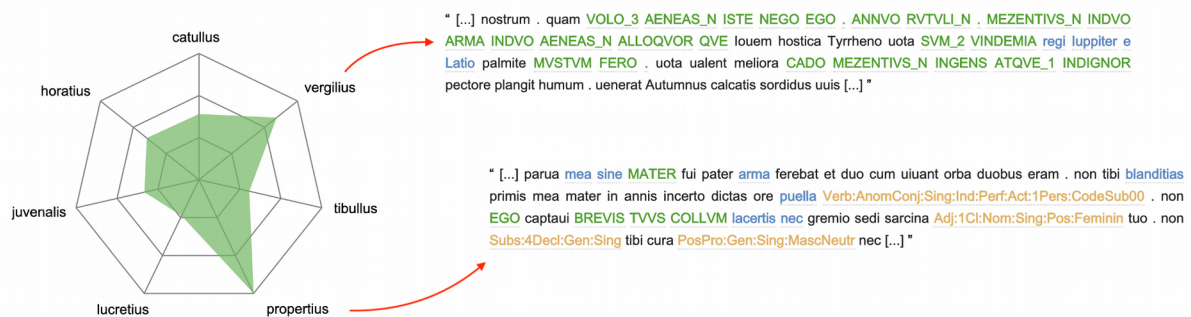 catullus
vergilius
tibullus
propertius
lucretius
juvenalis
horatius
“ [...] nostrum . quam VOLO_3 AENEAS_N ISTE NEGO EGO . ANNVO RVTVLI_N . MEZENTIVS_N INDVO
ARMA INDVO AENEAS_N ALLOQVOR QVE Iouem hostica Tyrrheno uota SVM_2 VINDEMIA regi Iuppiter e
Latio palmite MVSTVM FERO . uota ualent meliora CADO MEZENTIVS_N INGENS ATQVE_1 INDIGNOR
pectore plangit humum . uenerat Autumnus calcatis sordidus uuis [...] ”
“ [...] parua mea sine MATER fui pater arma ferebat et duo cum uiuant orba duobus eram . non tibi blanditias
primis mea mater in annis incerto dictas ore puella Verb:AnomConj:Sing:Ind:Perf:Act:1Pers:CodeSub00 . non
EGO captaui BREVIS TVVS COLLVM lacertis nec gremio sedi sarcina Adj:1Cl:Nom:Sing:Pos:Feminin tuo . non
Subs:4Decl:Gen:Sing tibi cura PosPro:Gen:Sing:MascNeutr nec [...] ”